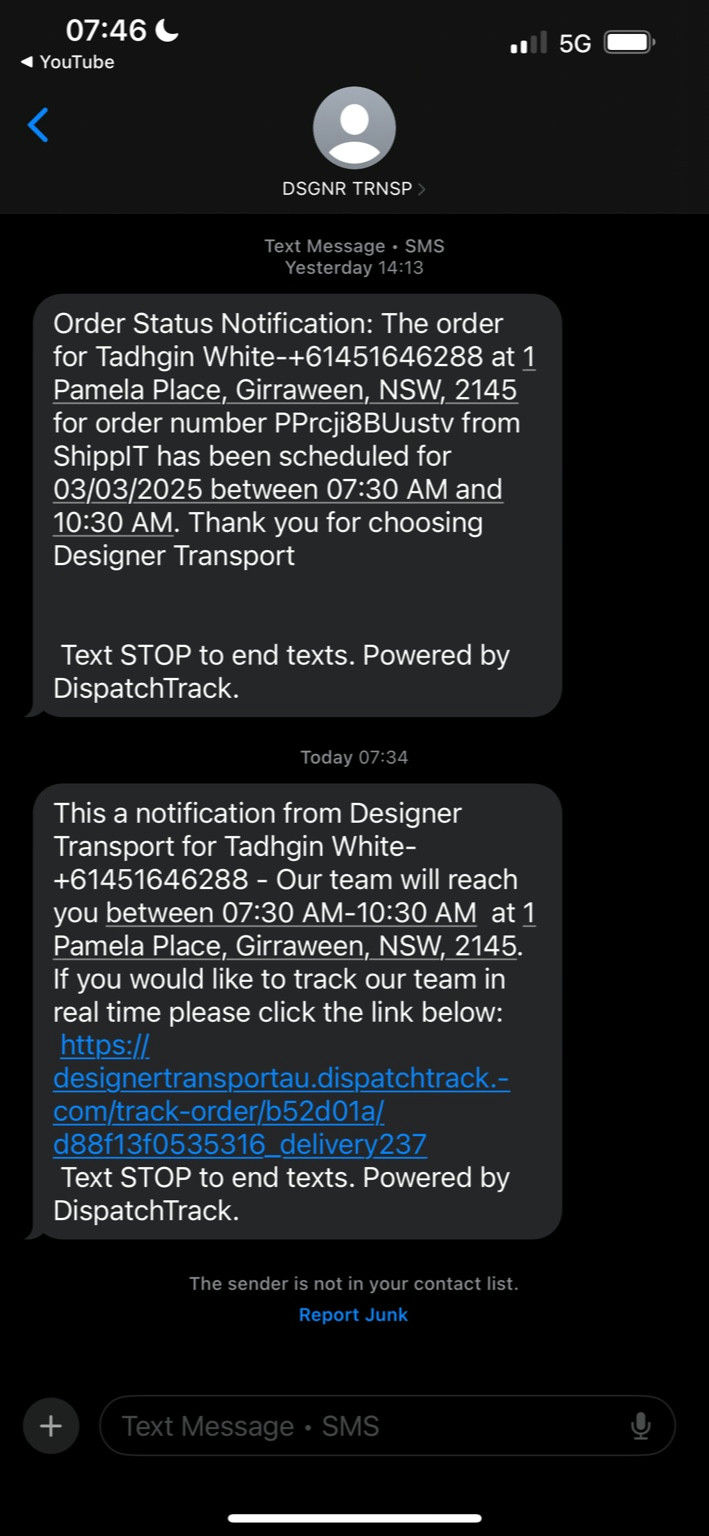 07:46
5G
◀ YouTube
DSGNR TRNSP
Text Message • SMS
Yesterday 14:13
Order Status Notification: The order
for Tadhgin White-+61451646288 at 1
Pamela Place, Girraween, NSW, 2145
for order number PPrcji8BUustv from
ShippIT has been scheduled for
03/03/2025 between 07:30 AM and
10:30 AM. Thank you for choosing
Designer Transport
Text STOP to end texts. Powered by
DispatchTrack.
Today 07:34
This a notification from Designer
Transport for Tadhgin White-
+61451646288 - Our team will reach
you between 07:30 AM-10:30 AM at 1
Pamela Place, Girraween, NSW, 2145.
If you would like to track our team in
real time please click the link below:
https://
designertransportau.dispatchtrack.-
com/track-order/b52d01a/
d88f13f0535316_delivery237
Text STOP to end texts. Powered by
DispatchTrack.
The sender is not in your contact list.
Report Junk
Text Message • SMS